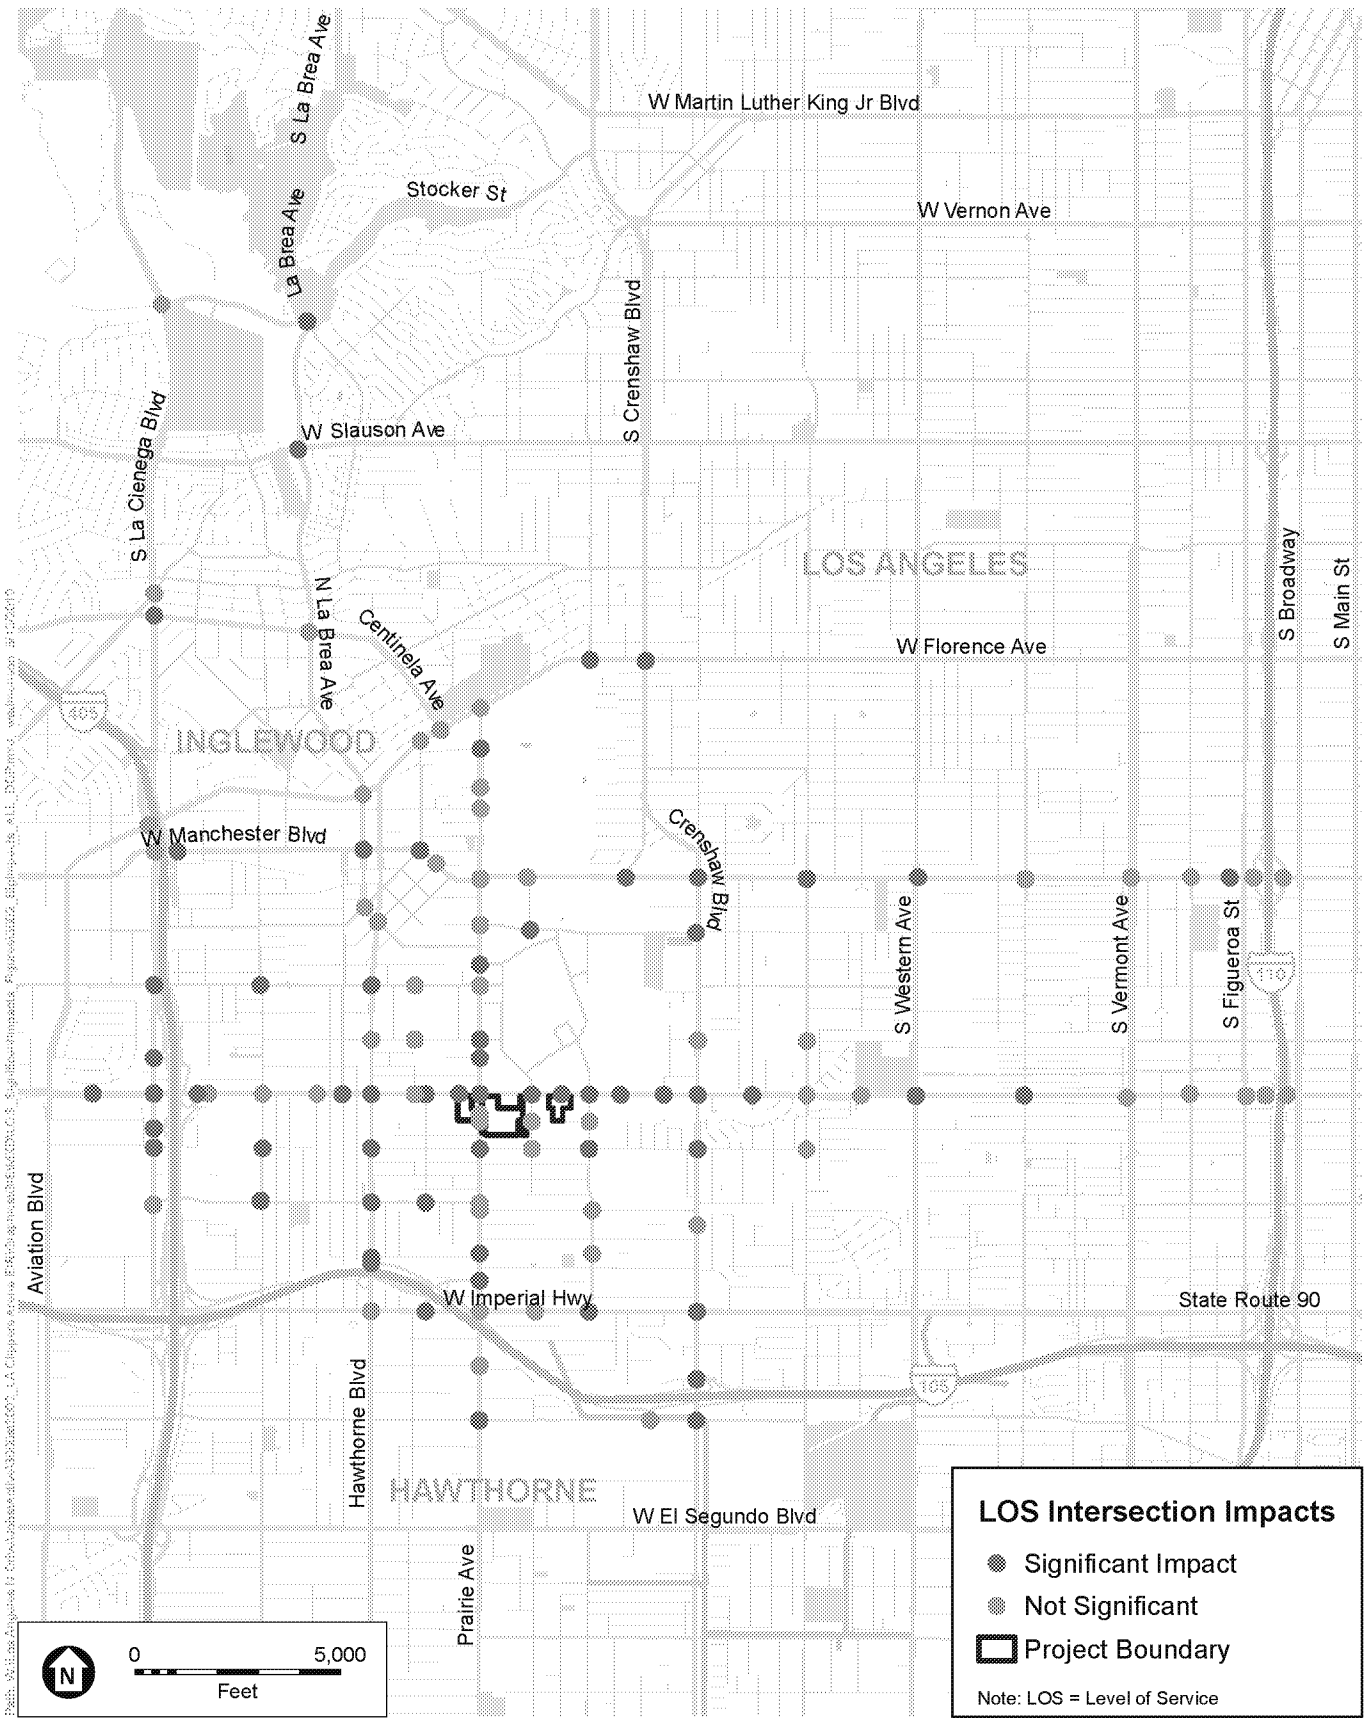 S La Brea Ave
W Martin Luther King Jr Blvd
Stocker St
La Brea Ave
W Vernon Ave
S Crenshaw Blvd
S La Cienega Blvd
W Slauson Ave
LOS ANGELES
S Broadway
S Main St
N La Brea Ave
Centinela Ave
W Florence Ave
405
INGLEWOOD
W Manchester Blvd
Crenshaw Blvd
S Western Ave
S Vermont Ave
S Figueroa St
110
Aviation Blvd
W Imperial Hwy
State Route 90
Hawthorne Blvd
105
HAWTHORNE
W El Segundo Blvd
Prairie Ave
LOS Intersection Impacts
Significant Impact
Not Significant
Project Boundary
Note: LOS = Level of Service
N
0 5,000
Feet